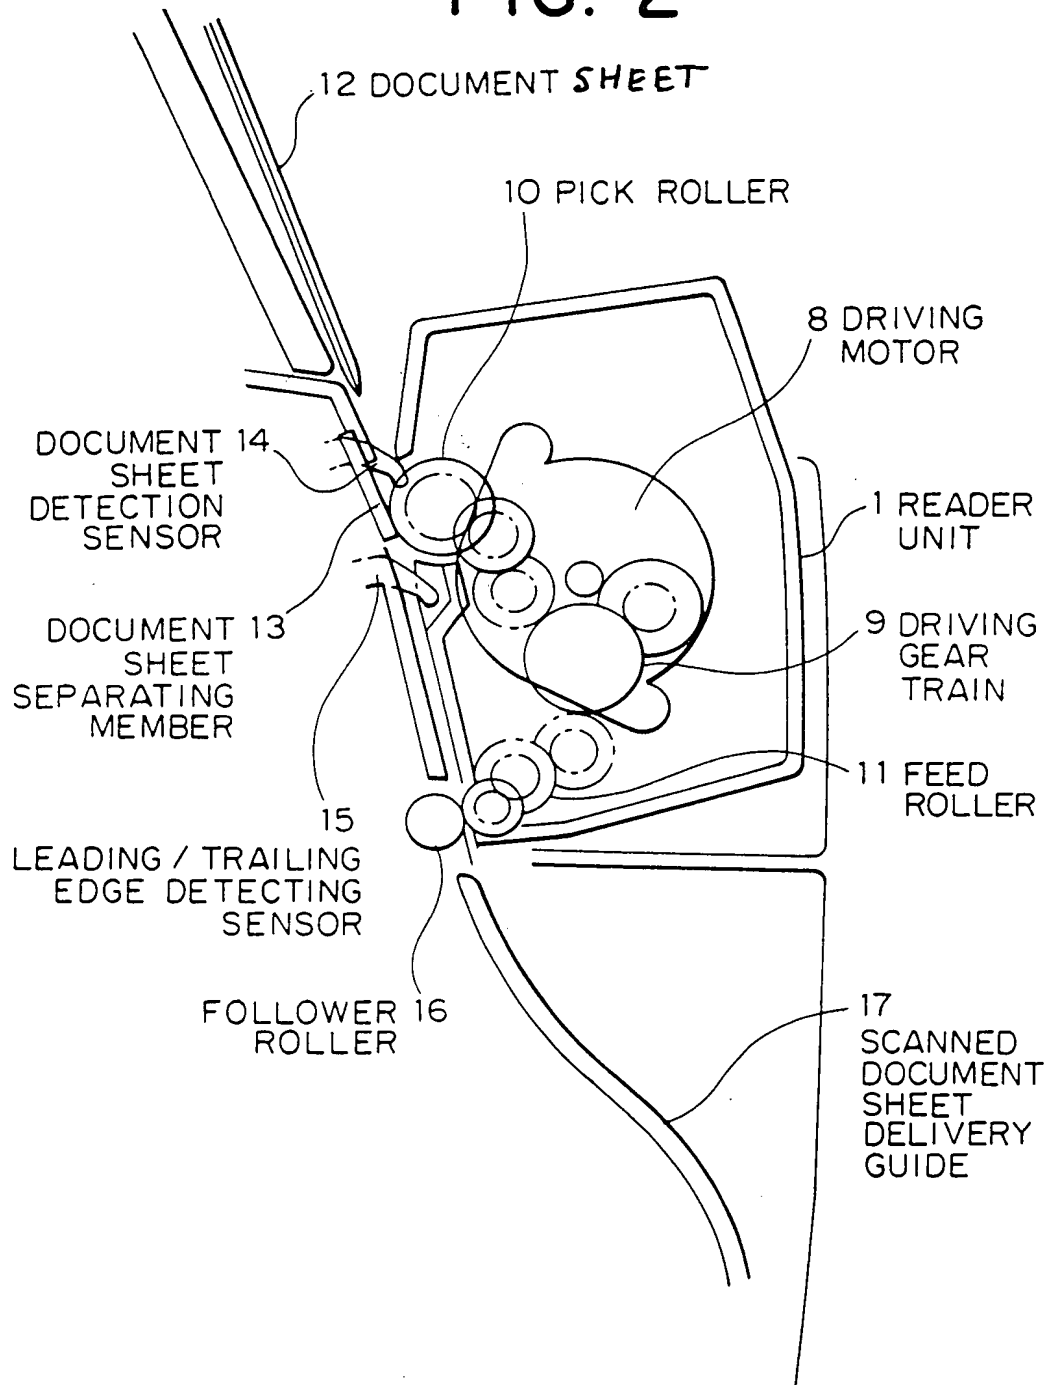 FIG. 2
12 DOCUMENT SHEET
10 PICK ROLLER
8 DRIVING
MOTOR
DOCUMENT 14
SHEET
DETECTION
SENSOR
1 READER
UNIT
DOCUMENT 13
SHEET
SEPARATING
MEMBER
9 DRIVING
GEAR
TRAIN
11 FEED
ROLLER
15
LEADING / TRAILING
EDGE DETECTING
SENSOR
FOLLOWER 16
ROLLER
17
SCANNED
DOCUMENT
SHEET
DELIVERY
GUIDE